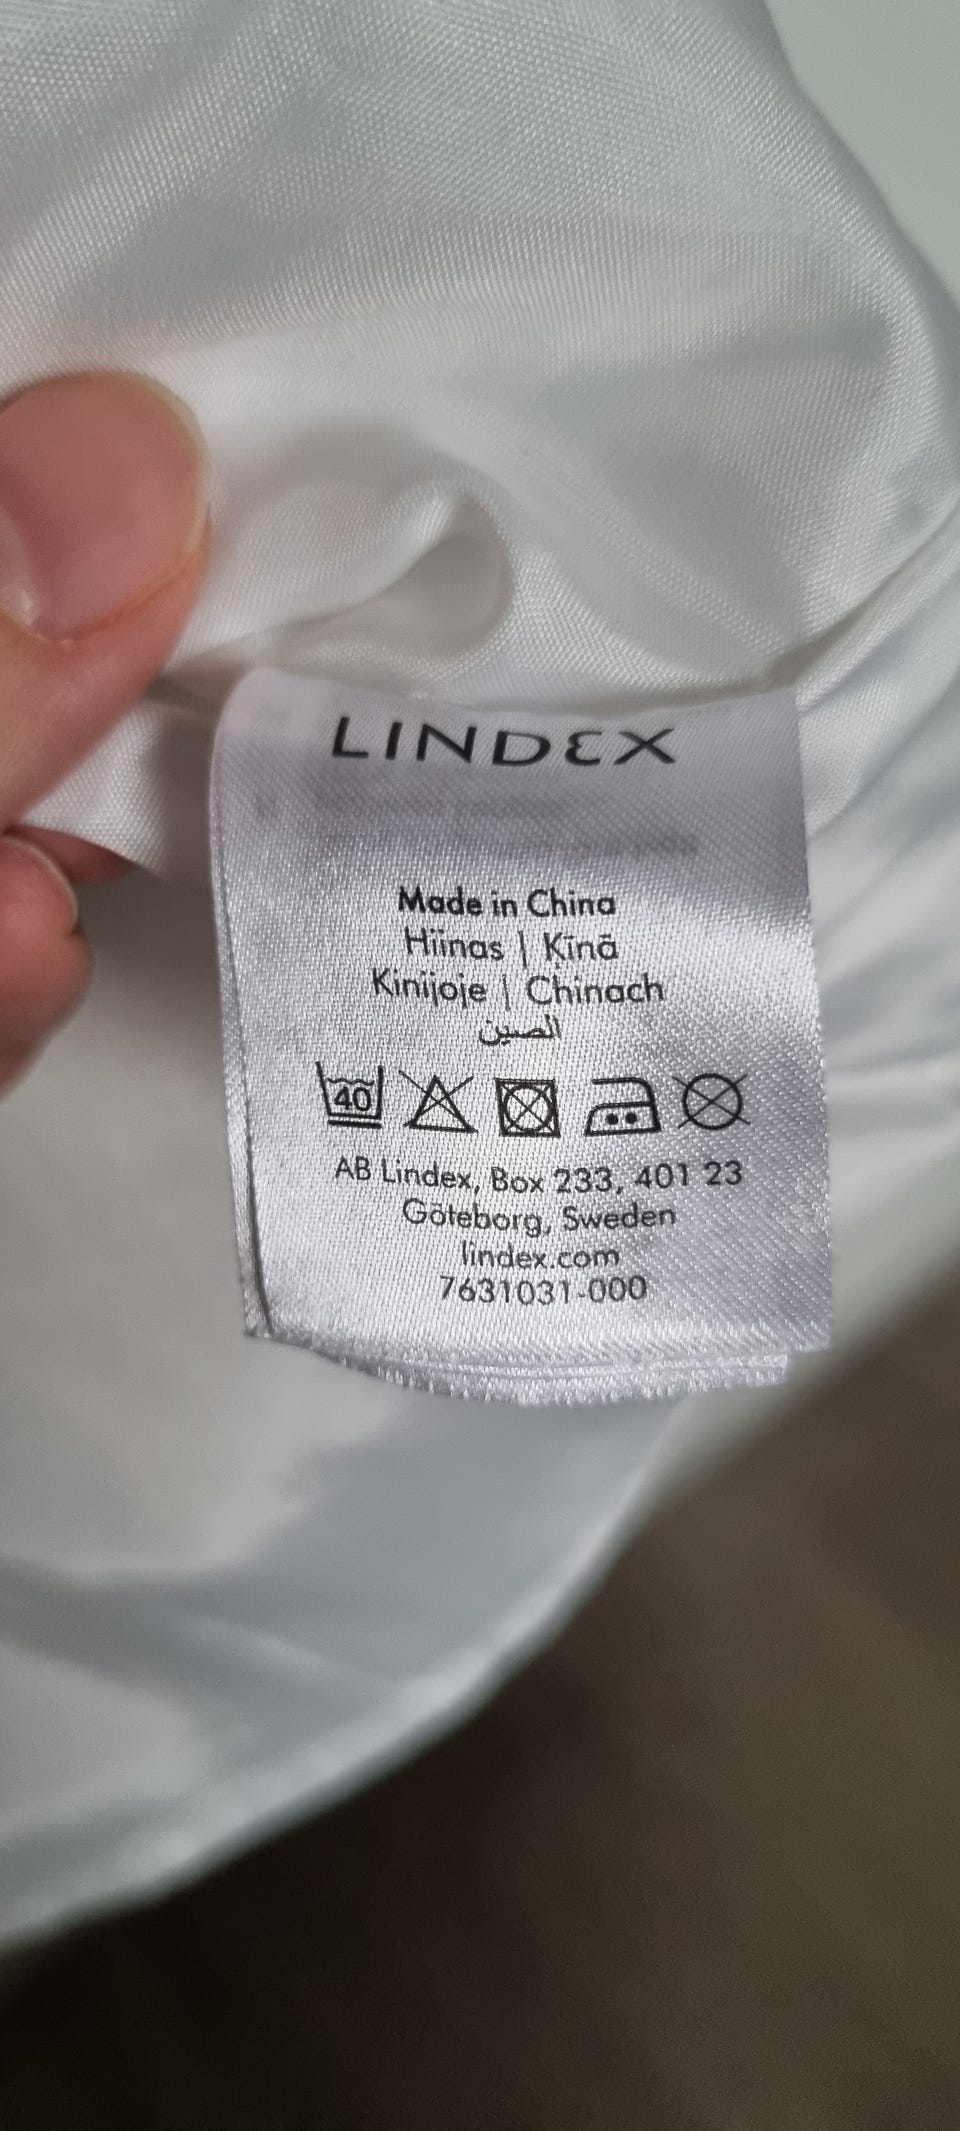 LINDEX
Made in China
Hiinas | Ķīnā
Kinijoje | Chinach
الصين
40
AB Lindex, Box 233, 401 23
Göteborg, Sweden
lindex.com
7631031-000